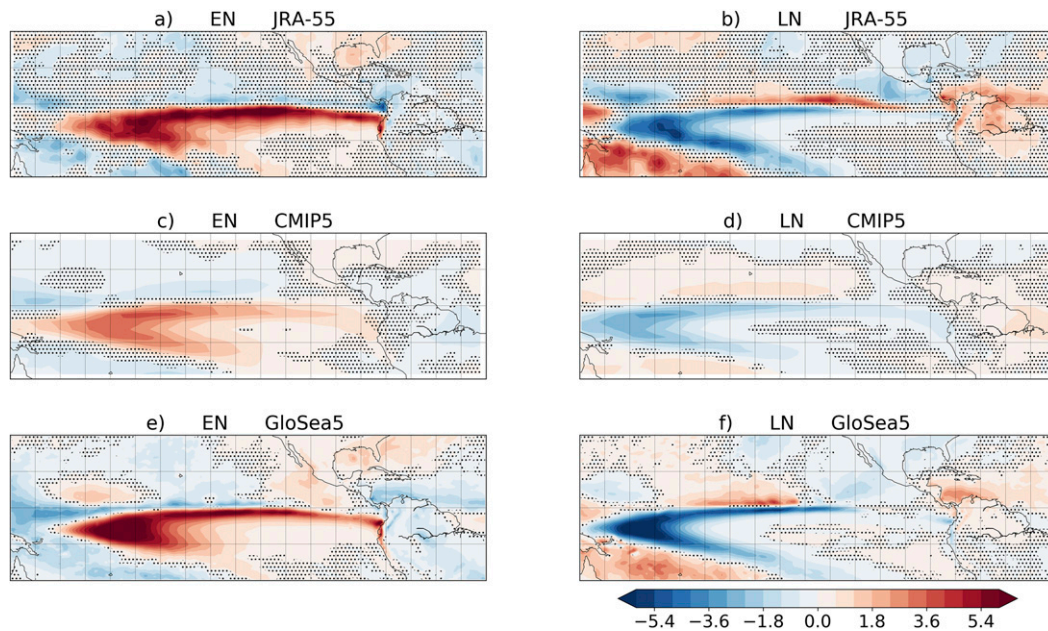 a) EN JRA-55
b) LN JRA-55
c) EN CMIP5
d) LN CMIP5
e) EN GloSea5
f) LN GloSea5
−5.4 −3.6 −1.8 0.0 1.8 3.6 5.4